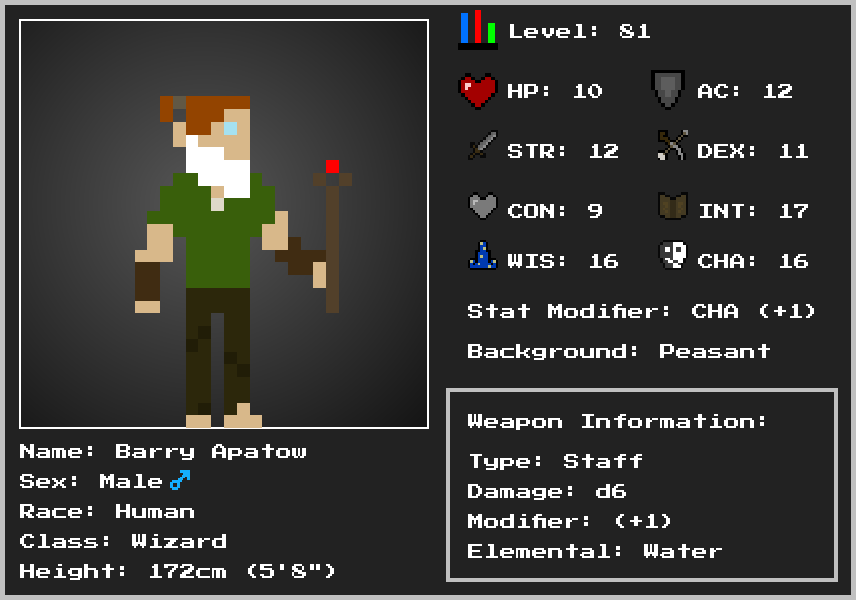 Level: 81
HP: 10
AC: 12
STR: 12
DEX: 11
CON: 9
INT: 17
WIS: 16
CHA: 16
Stat Modifier: CHA (+1)
Background: Peasant
Weapon Information:
Type: Staff
Damage: d6
Modifier: (+1)
Elemental: Water
Name: Barry Apatow
Sex: Male♂
Race: Human
Class: Wizard
Height: 172cm (5'8")